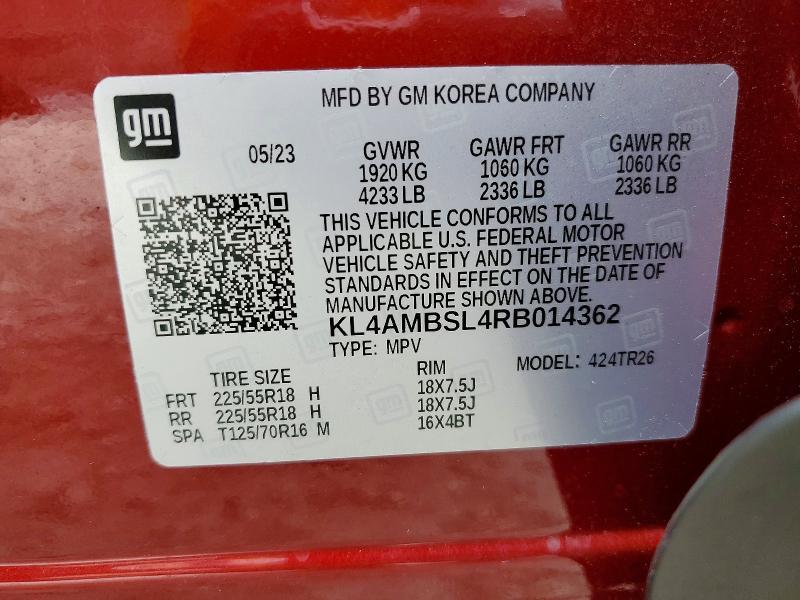 gm
MFD BY GM KOREA COMPANY
05/23 GVWR GAWR FRT GAWR RR
1920 KG 1060 KG 1060 KG
4233 LB 2336 LB 2336 LB
THIS VEHICLE CONFORMS TO ALL
APPLICABLE U.S. FEDERAL MOTOR
VEHICLE SAFETY AND THEFT PREVENTION
STANDARDS IN EFFECT ON THE DATE OF
MANUFACTURE SHOWN ABOVE.
KL4AMBSL4RB014362
TYPE: MPV MODEL: 424TR26
TIRE SIZE RIM
FRT 225/55R18 H 18X7.5J
RR 225/55R18 H 18X7.5J
SPA T125/70R16 M 16X4BT